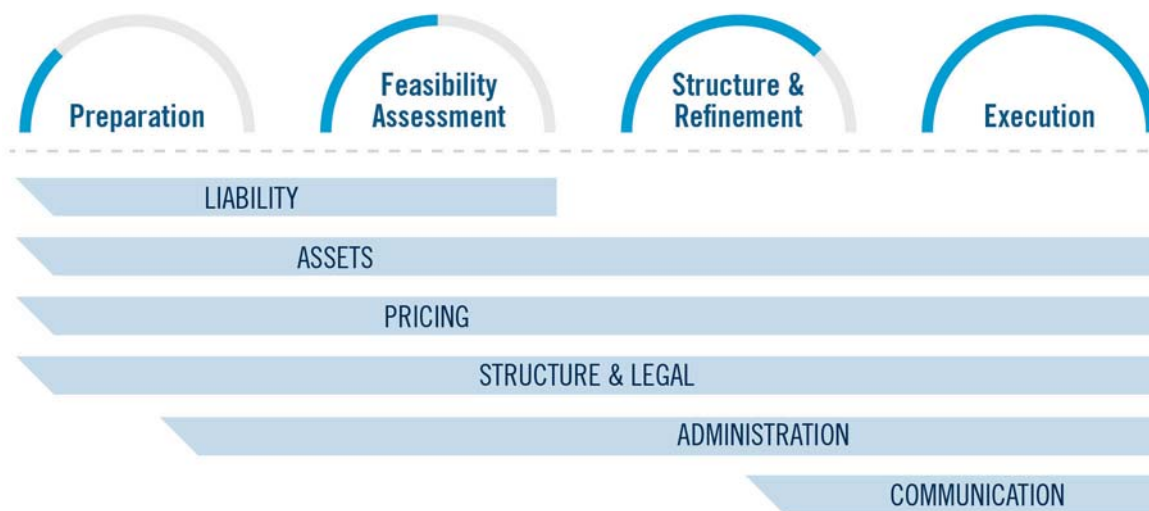 Preparation
Feasibility
Assessment
Structure &
Refinement
Execution
LIABILITY
ASSETS
PRICING
STRUCTURE & LEGAL
ADMINISTRATION
COMMUNICATION